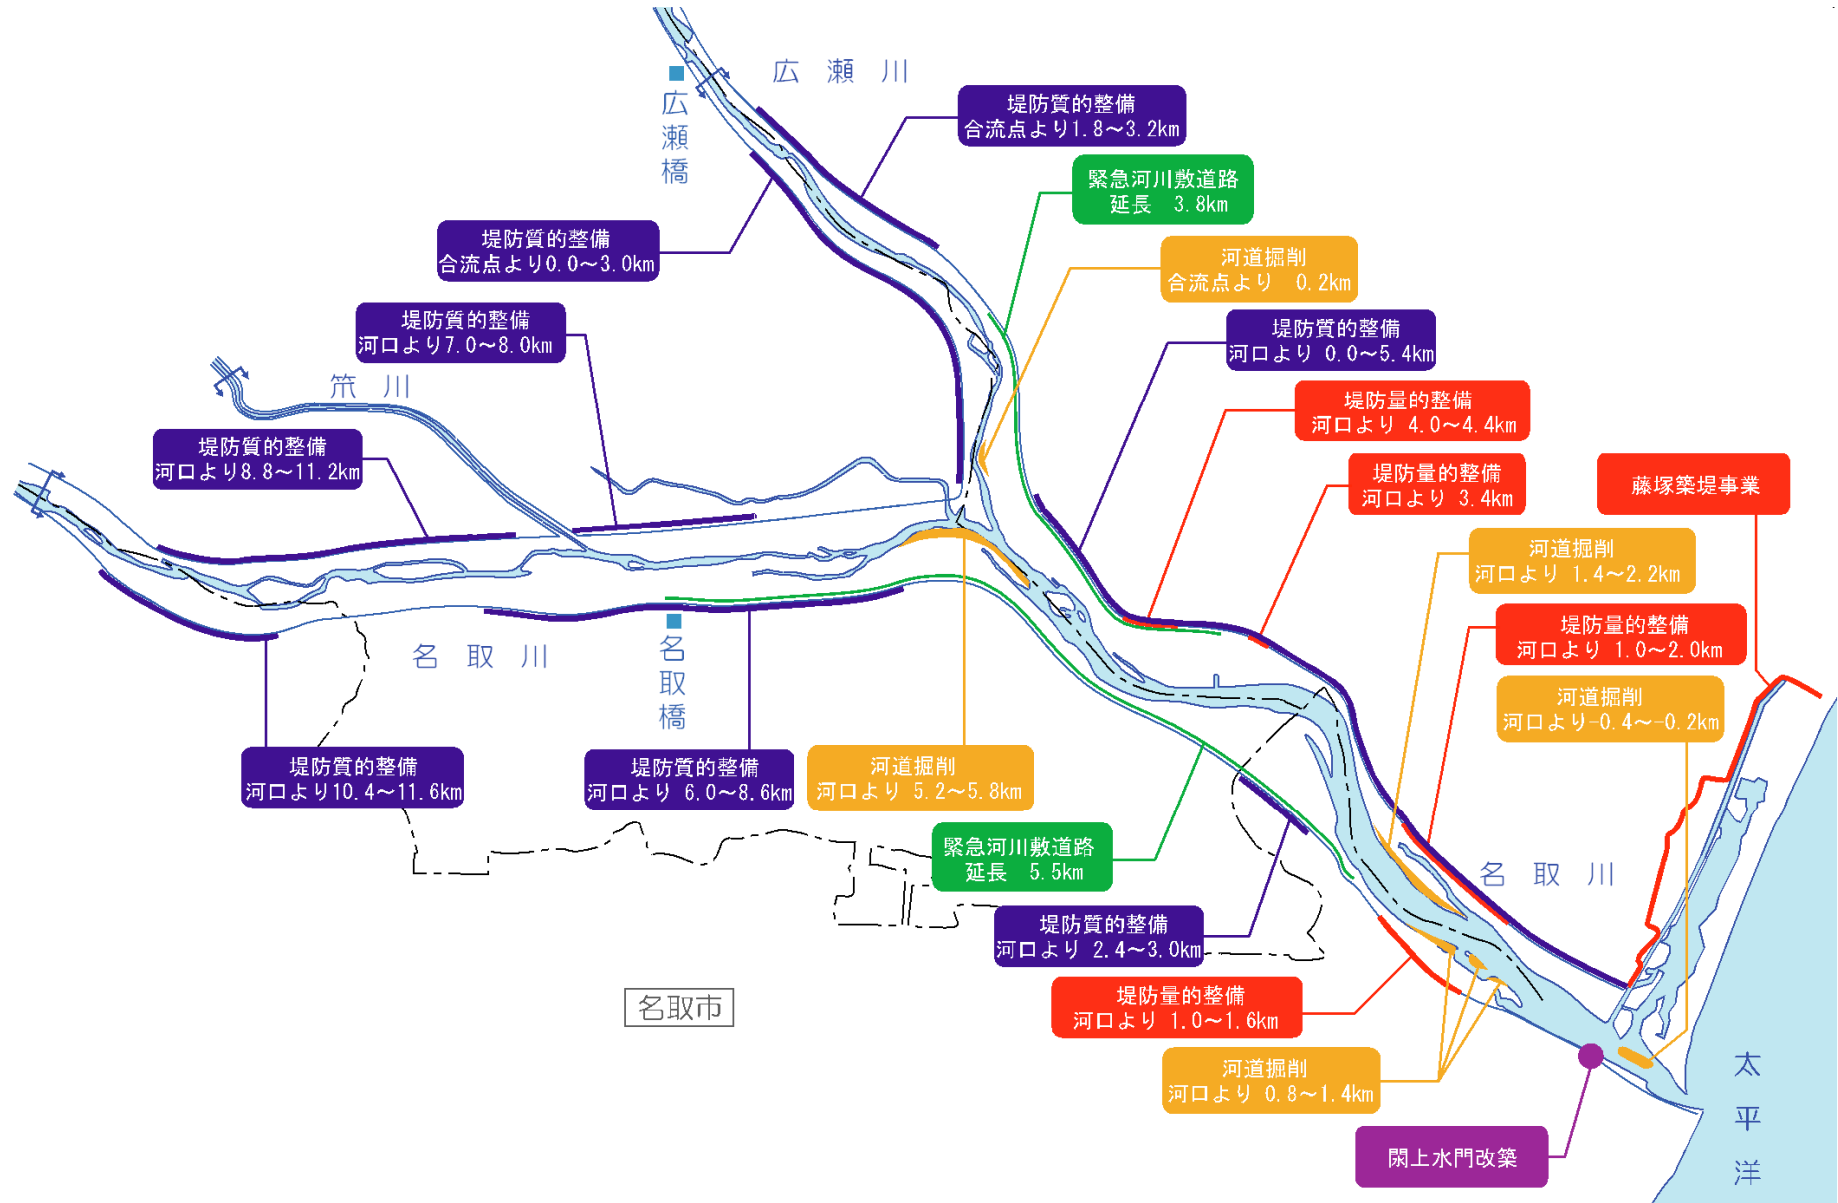 広瀬川
広瀬橋
堤防質的整備
合流点より1.8～3.2km
緊急河川敷道路
延長　3.8km
堤防質的整備
合流点より0.0～3.0km
河道掘削
合流点より　0.2km
堤防質的整備
河口より7.0～8.0km
堤防質的整備
河口より 0.0～5.4km
笊川
堤防量的整備
河口より 4.0～4.4km
堤防質的整備
河口より8.8～11.2km
堤防量的整備
河口より 3.4km
藤塚築堤事業
河道掘削
河口より 1.4～2.2km
堤防量的整備
河口より 1.0～2.0km
名取川
名取橋
河道掘削
河口より-0.4～-0.2km
堤防質的整備
河口より10.4～11.6km
堤防質的整備
河口より 6.0～8.6km
河道掘削
河口より 5.2～5.8km
緊急河川敷道路
延長　5.5km
名取川
堤防質的整備
河口より 2.4～3.0km
名取市
堤防量的整備
河口より 1.0～1.6km
河道掘削
河口より 0.8～1.4km
太平洋
閖上水門改築